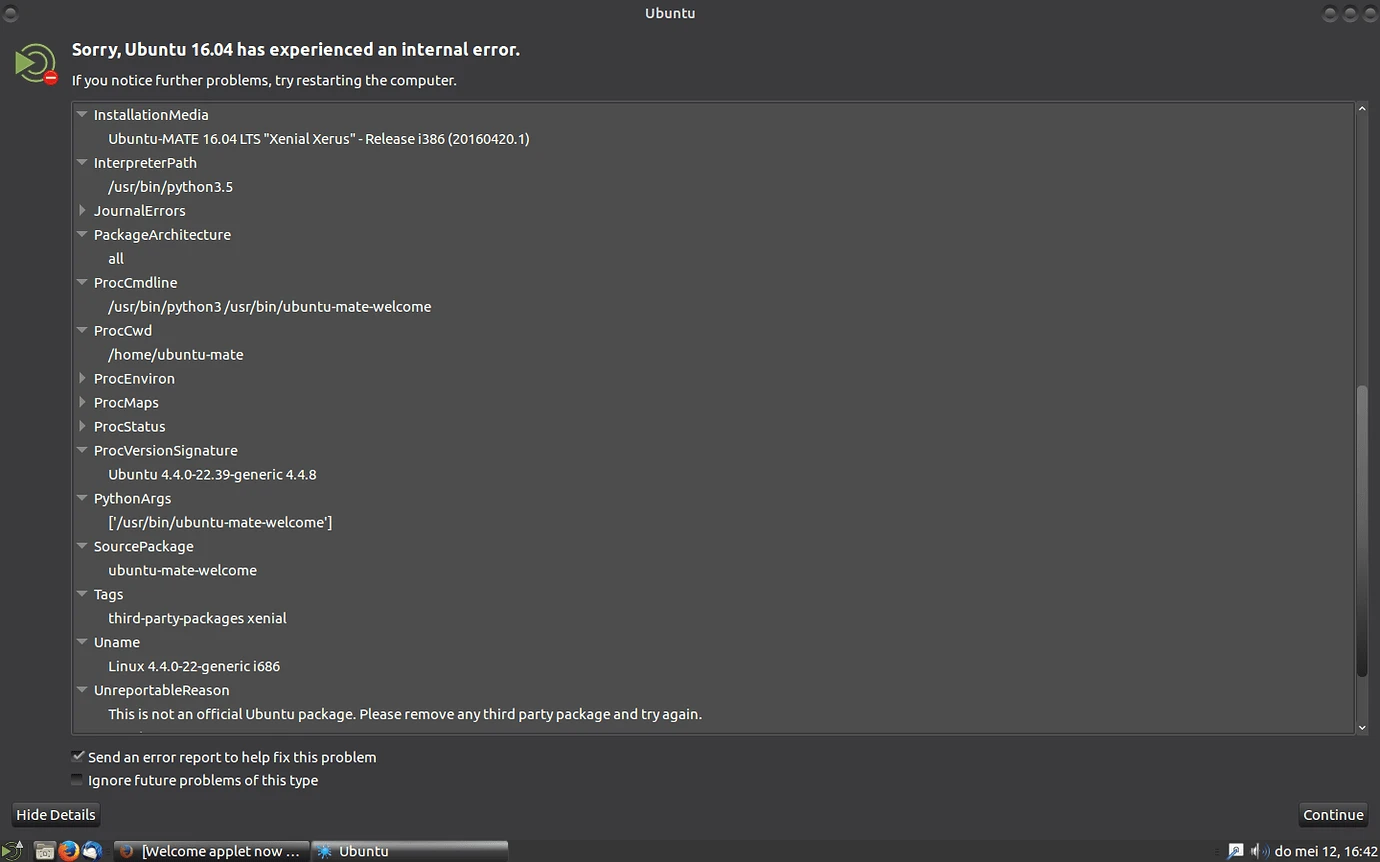 Ubuntu
Sorry, Ubuntu 16.04 has experienced an internal error.
If you notice further problems, try restarting the computer.
InstallationMedia
Ubuntu-MATE 16.04 LTS "Xenial Xerus" - Release i386 (20160420.1)
InterpreterPath
/usr/bin/python3.5
JournalErrors
PackageArchitecture
all
ProcCmdline
/usr/bin/python3 /usr/bin/ubuntu-mate-welcome
ProcCwd
/home/ubuntu-mate
ProcEnviron
ProcMaps
ProcStatus
ProcVersionSignature
Ubuntu 4.4.0-22.39-generic 4.4.8
PythonArgs
['/usr/bin/ubuntu-mate-welcome']
SourcePackage
ubuntu-mate-welcome
Tags
third-party-packages xenial
Uname
Linux 4.4.0-22-generic i686
UnreportableReason
This is not an official Ubuntu package. Please remove any third party package and try again.
Send an error report to help fix this problem
Ignore future problems of this type
Hide Details
Continue
[Welcome applet now ...
Ubuntu
do mei 12, 16:42